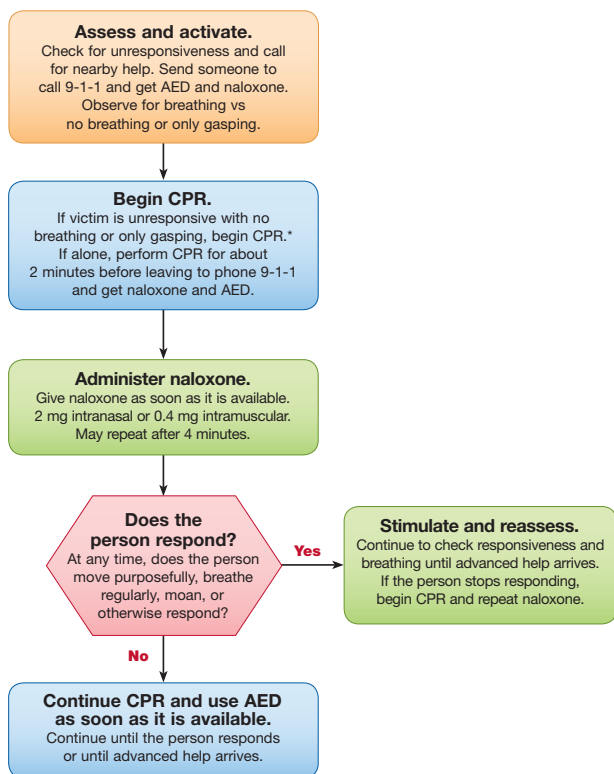 Assess and activate.
Check for unresponsiveness and call
for nearby help. Send someone to
call 9-1-1 and get AED and naloxone.
Observe for breathing vs
no breathing or only gasping.
Begin CPR.
If victim is unresponsive with no
breathing or only gasping, begin CPR.*
If alone, perform CPR for about
2 minutes before leaving to phone 9-1-1
and get naloxone and AED.
Administer naloxone.
Give naloxone as soon as it is available.
2 mg intranasal or 0.4 mg intramuscular.
May repeat after 4 minutes.
Does the
person respond?
At any time, does the person
move purposefully, breathe
regularly, moan, or
otherwise respond?
Yes
Stimulate and reassess.
Continue to check responsiveness and
breathing until advanced help arrives.
If the person stops responding,
begin CPR and repeat naloxone.
No
Continue CPR and use AED
as soon as it is available.
Continue until the person responds
or until advanced help arrives.